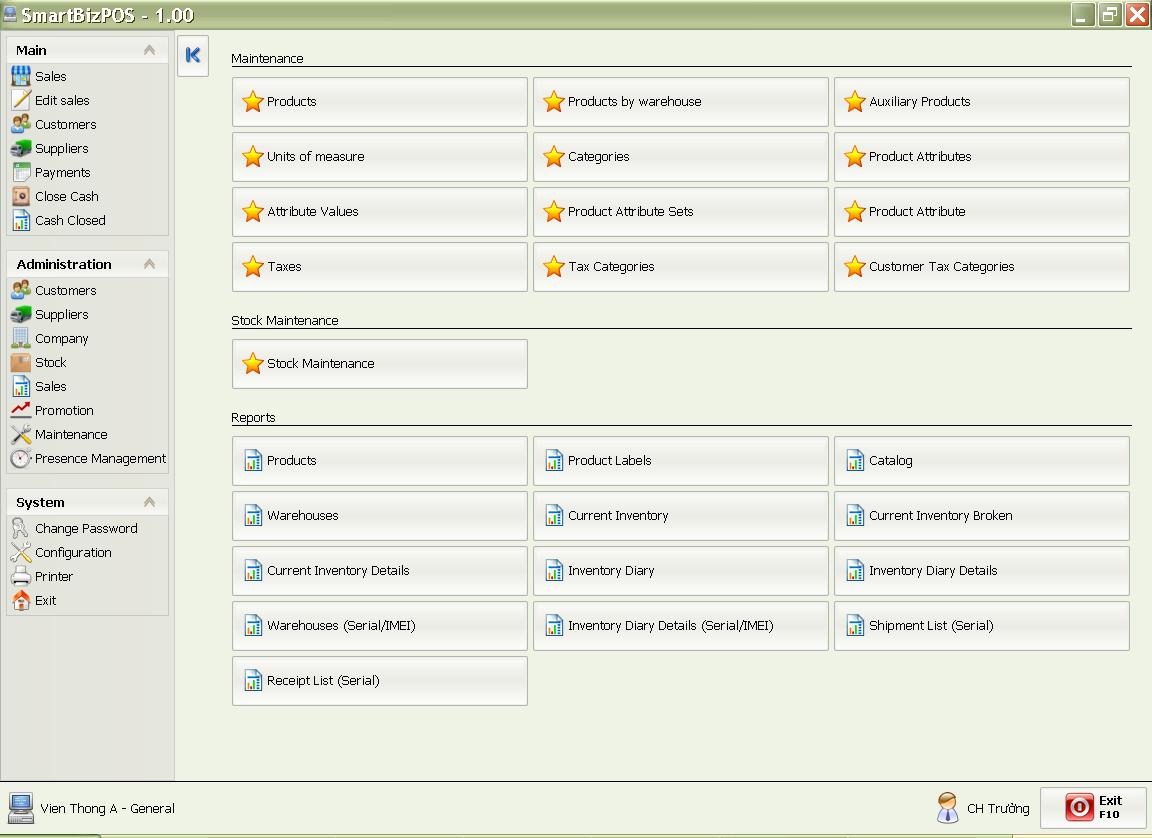 SmartBizPOS - 1.00
Main
Sales
Edit sales
Customers
Suppliers
Payments
Close Cash
Cash Closed
Administration
Customers
Suppliers
Company
Stock
Sales
Promotion
Maintenance
Presence Management
System
Change Password
Configuration
Printer
Exit
Maintenance
Products
Products by warehouse
Auxiliary Products
Units of measure
Categories
Product Attributes
Attribute Values
Product Attribute Sets
Product Attribute
Taxes
Tax Categories
Customer Tax Categories
Stock Maintenance
Stock Maintenance
Reports
Products
Product Labels
Catalog
Warehouses
Current Inventory
Current Inventory Broken
Current Inventory Details
Inventory Diary
Inventory Diary Details
Warehouses (Serial/IMEI)
Inventory Diary Details (Serial/IMEI)
Shipment List (Serial)
Receipt List (Serial)
Vien Thong A - General
CH Trưởng
Exit
F10